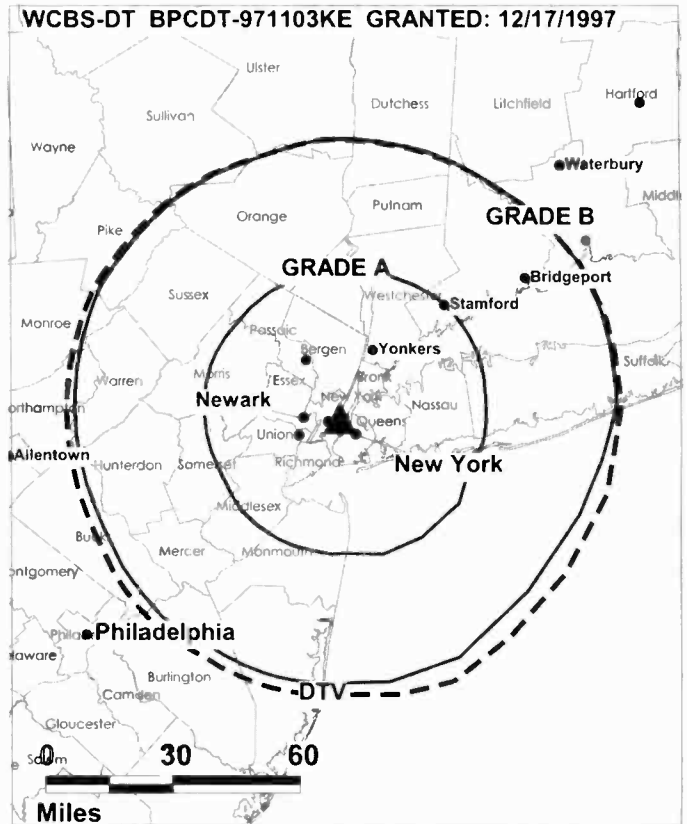 WCBS-DT BPCDT-971103KE GRANTED: 12/17/1997
Ulster
Hartford
Dutchess
Litchfield
Sullivan
Wayne
Waterbury
Middl
Putnam
Orange
GRADE B
Pike
GRADE A
Bridgeport
Sussex
Westchester
Stamford
Monroe
Passaic
Bergen
Yonkers
Suffolk
Warren
Morris
Essex
Bronx
New York
Nassau
Newark
orthampton
Queens
Union
Allentown
Hunterdon
Somerset
Richmond
New York
Middlesex
Bucks
Mercer
Monmouth
ontgomery
Philadelphia
elaware
Burlington
DTV
Camden
Gloucester
Salem
0 30 60
Miles